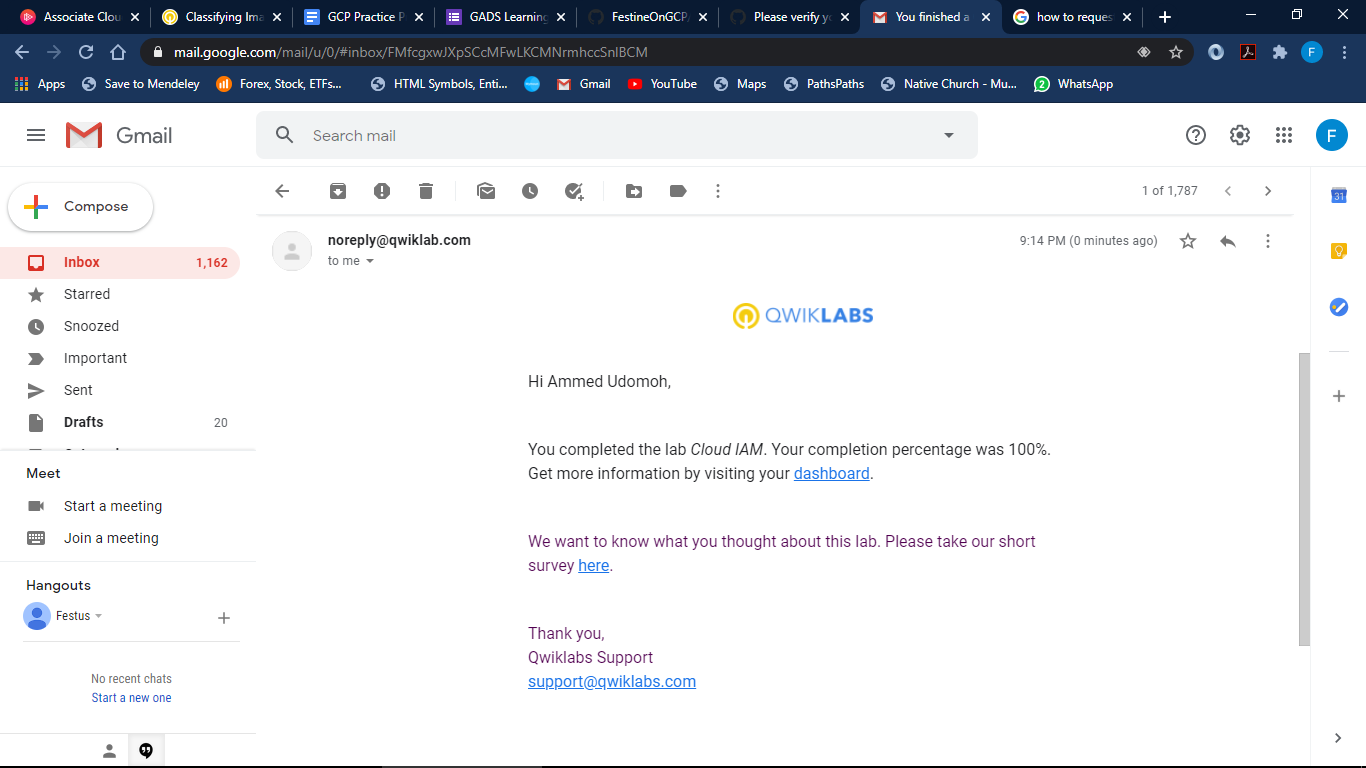 Associate Clou
Classifying Ima
GCP Practice P
GADS Learning
FestineOnGCP
Please verify yo
You finished a
how to reques
mail.google.com/mail/u/0/#inbox/FMfcgxwJXpSCcMFwLKCMNrmhccSnlBCM
F
Apps
Save to Mendeley
Forex, Stock, ETFs...
HTML Symbols, Enti...
Gmail
YouTube
Maps
PathsPaths
Native Church - Mu...
2
WhatsApp
Gmail
Search mail
F
Compose
1 of 1,787
31
Inbox 1,162
Starred
Snoozed
Important
Sent
Drafts 20
Meet
Start a meeting
Join a meeting
Hangouts
Festus
No recent chats
Start a new one
noreply@qwiklab.com
9:14 PM (0 minutes ago)
to me
QWIKLABS
Hi Ammed Udomoh,
You completed the lab Cloud IAM. Your completion percentage was 100%.
Get more information by visiting your dashboard.
We want to know what you thought about this lab. Please take our short
survey here.
Thank you,
Qwiklabs Support
support@qwiklabs.com